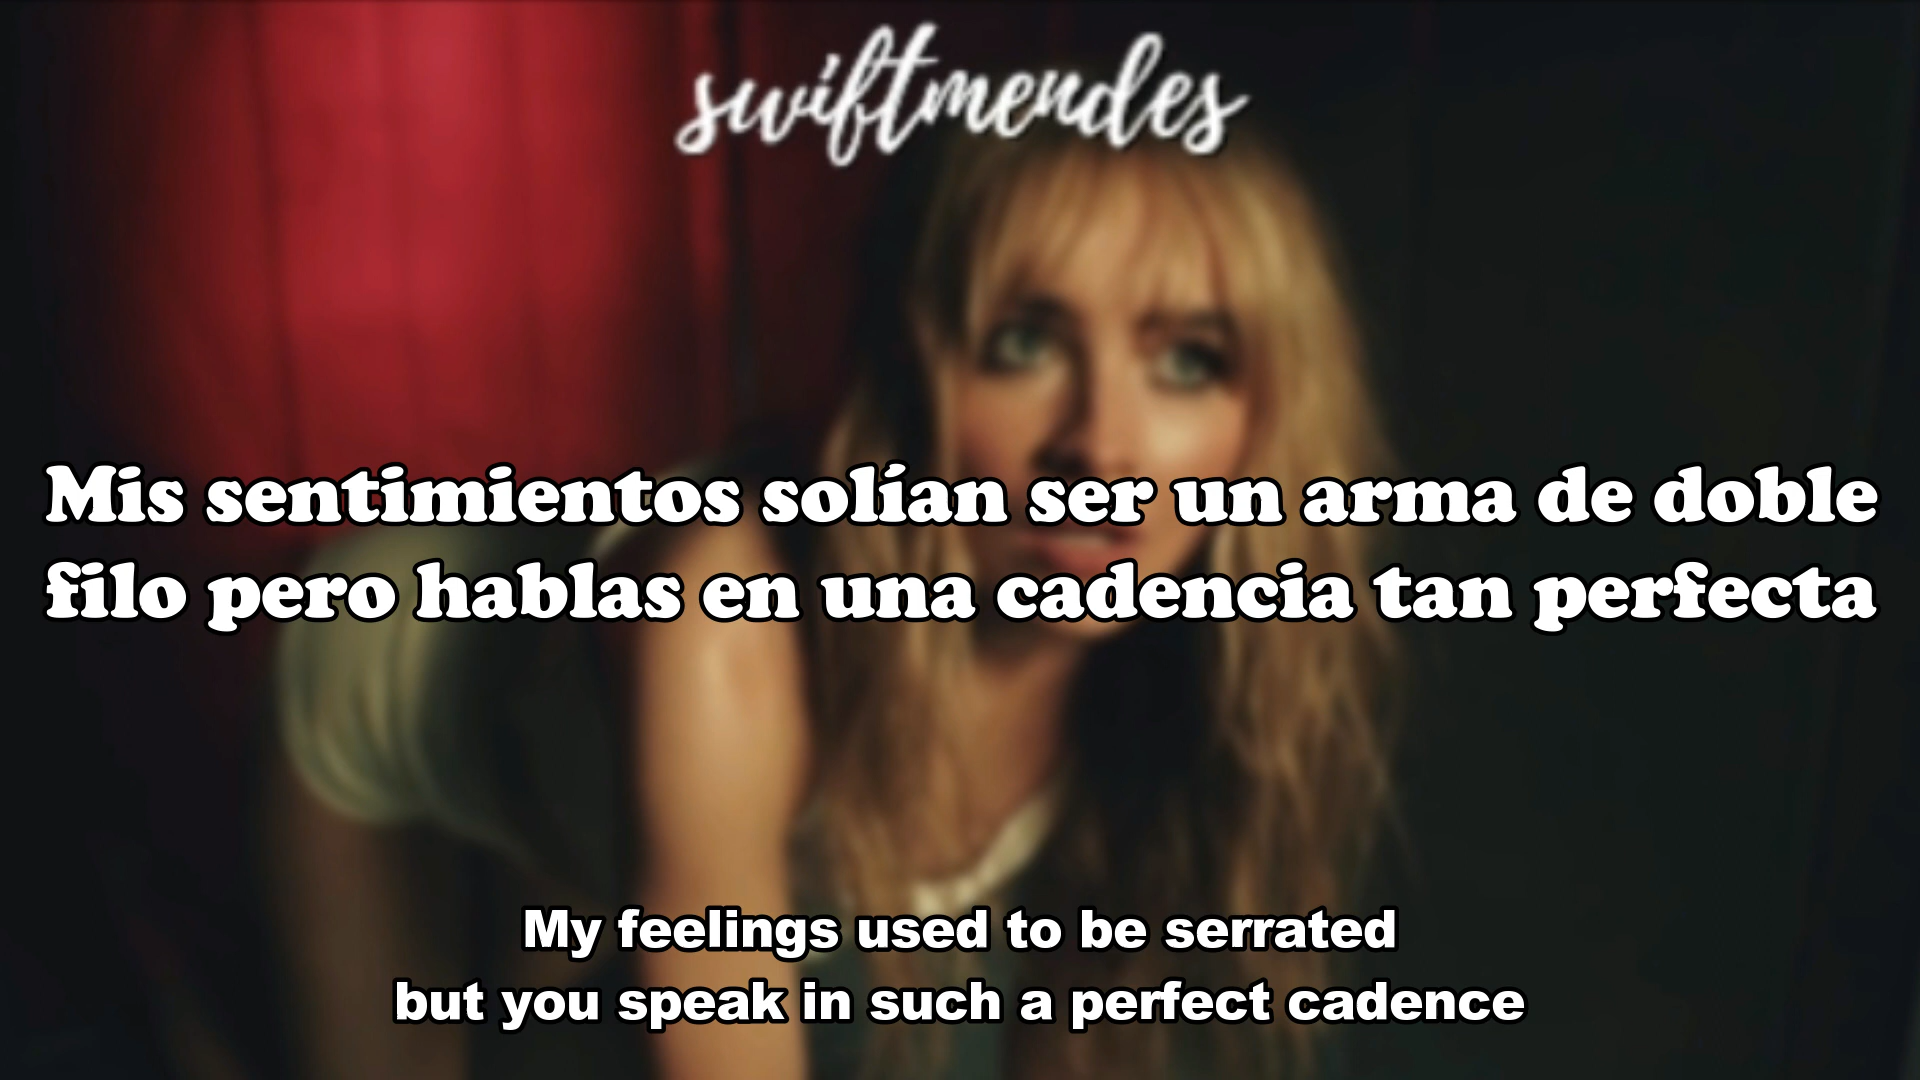 swiftmendes
Mis sentimientos solían ser un arma de doble
filo pero hablas en una cadencia tan perfecta
My feelings used to be serrated
but you speak in such a perfect cadence